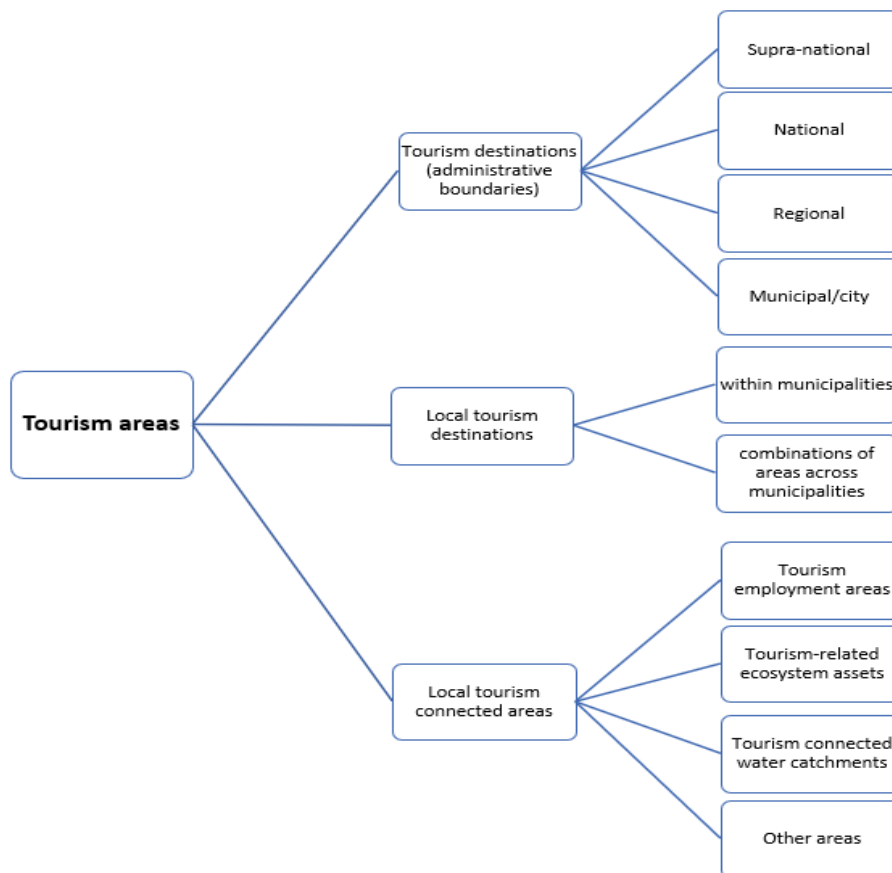 Supra-national
National
Tourism destinations
(administrative
boundaries)
Regional
Municipal/city
within municipalities
Tourism areas
Local tourism
destinations
combinations of
areas across
municipalities
Tourism
employment areas
Tourism-related
ecosystem assets
Local tourism
connected areas
Tourism connected
water catchments
Other areas